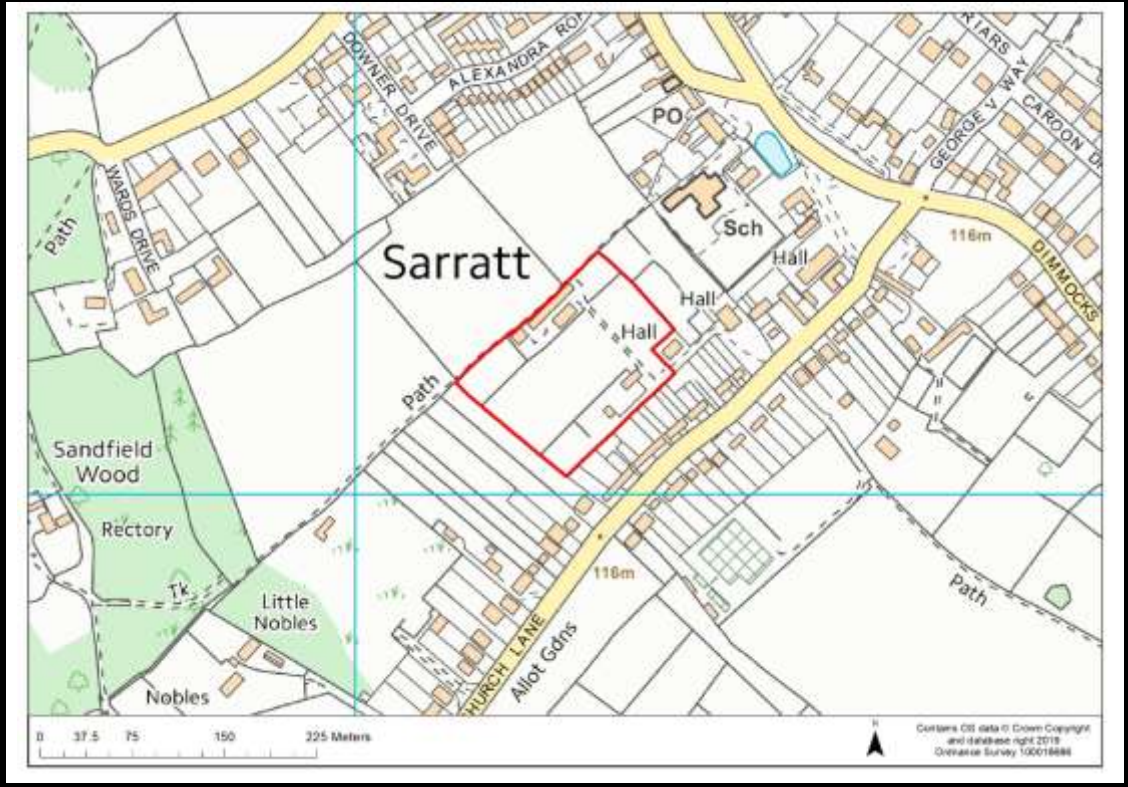 DOWNER DRIVE
ALEXANDRA RO
RIARS
GEORGE V WAY
CAROON D
PO
WARDS DRIVE
Path
Sarratt
Sch
116m
DIMMOCKS
Hall
Hall
Hall
Path
Sandfield
Wood
Rectory
Tk
Little
Nobles
116m
Path
HURCH LANE
Allot Gdns
Nobles
0 37.5 75 150 225 Meters
N
Contains OS data © Crown Copyright
and database right 2019
Ordnance Survey